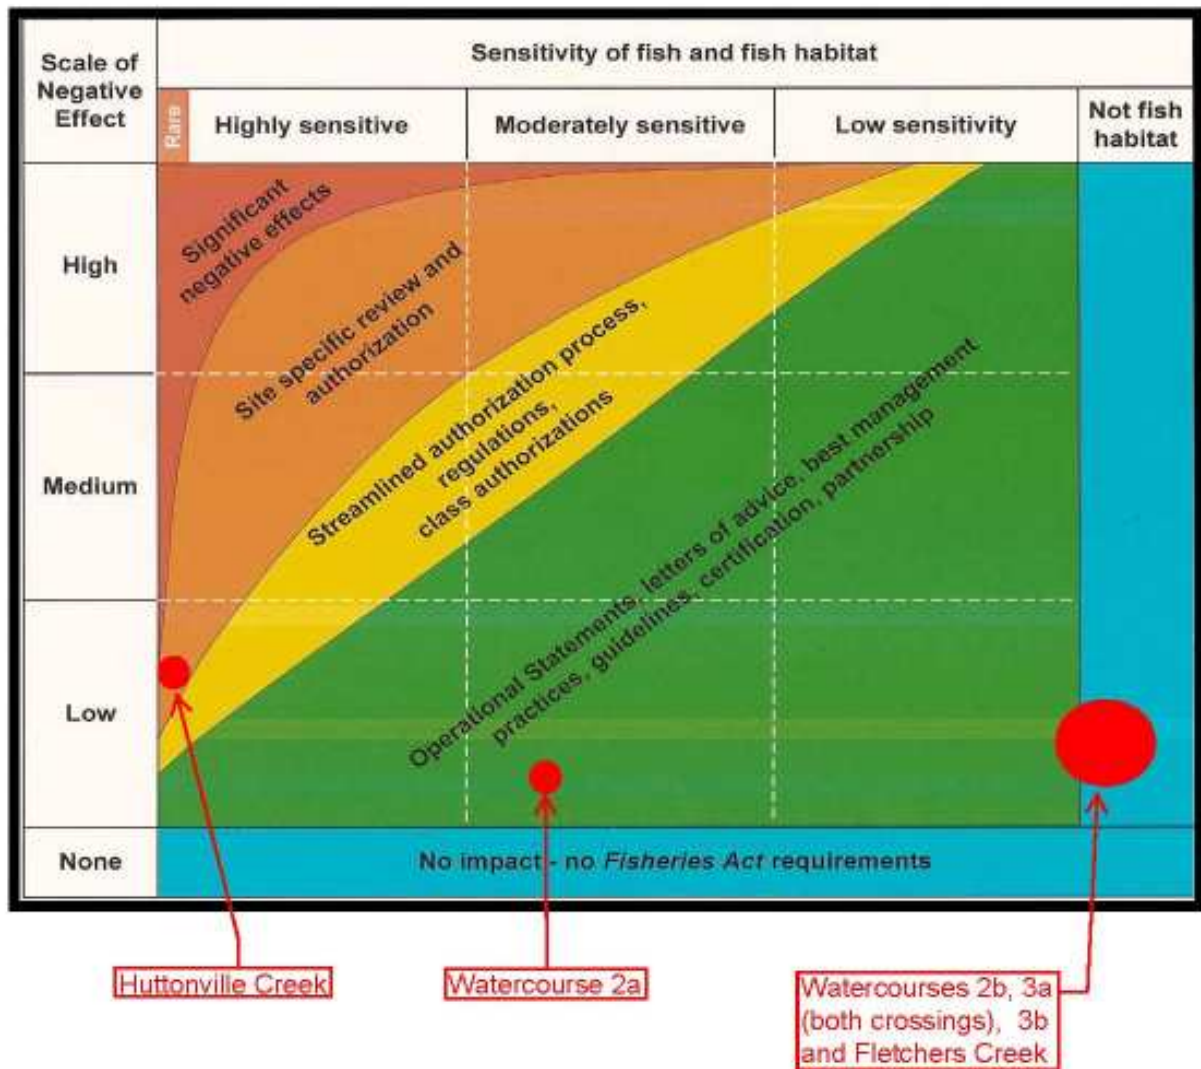 Scale of
Negative
Effect
Sensitivity of fish and fish habitat
Rare
Highly sensitive
Moderately sensitive
Low sensitivity
Not fish
habitat
High
Medium
Low
None
Significant
negative effects
Site specific review and
authorization
Streamlined authorization process,
regulations,
class authorizations
Operational Statements, letters of advice, best management
practices, guidelines, certification, partnership
No impact - no Fisheries Act requirements
Huttonville Creek
Watercourse 2a
Watercourses 2b, 3a
(both crossings), 3b
and Fletchers Creek